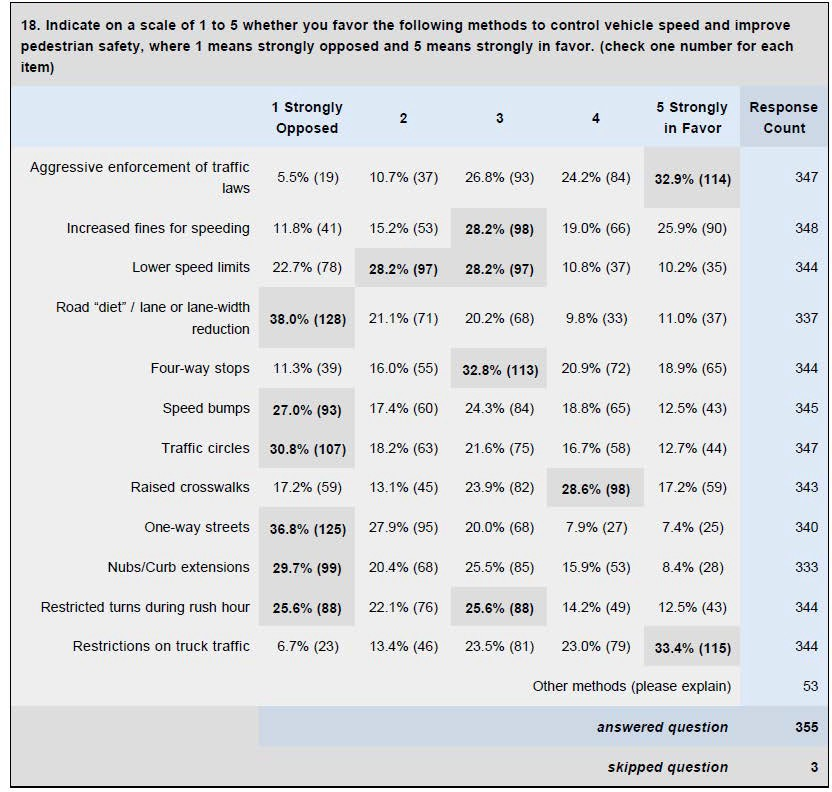 18. Indicate on a scale of 1 to 5 whether you favor the following methods to control vehicle speed and improve
pedestrian safety, where 1 means strongly opposed and 5 means strongly in favor. (check one number for each
item)
1 Strongly Opposed 2 3 4 5 Strongly in Favor Response Count
Aggressive enforcement of traffic laws 5.5% (19) 10.7% (37) 26.8% (93) 24.2% (84) 32.9% (114) 347
Increased fines for speeding 11.8% (41) 15.2% (53) 28.2% (98) 19.0% (66) 25.9% (90) 348
Lower speed limits 22.7% (78) 28.2% (97) 28.2% (97) 10.8% (37) 10.2% (35) 344
Road “diet” / lane or lane-width reduction 38.0% (128) 21.1% (71) 20.2% (68) 9.8% (33) 11.0% (37) 337
Four-way stops 11.3% (39) 16.0% (55) 32.8% (113) 20.9% (72) 18.9% (65) 344
Speed bumps 27.0% (93) 17.4% (60) 24.3% (84) 18.8% (65) 12.5% (43) 345
Traffic circles 30.8% (107) 18.2% (63) 21.6% (75) 16.7% (58) 12.7% (44) 347
Raised crosswalks 17.2% (59) 13.1% (45) 23.9% (82) 28.6% (98) 17.2% (59) 343
One-way streets 36.8% (125) 27.9% (95) 20.0% (68) 7.9% (27) 7.4% (25) 340
Nubs/Curb extensions 29.7% (99) 20.4% (68) 25.5% (85) 15.9% (53) 8.4% (28) 333
Restricted turns during rush hour 25.6% (88) 22.1% (76) 25.6% (88) 14.2% (49) 12.5% (43) 344
Restrictions on truck traffic 6.7% (23) 13.4% (46) 23.5% (81) 23.0% (79) 33.4% (115) 344
Other methods (please explain) 53
answered question 355
skipped question 3